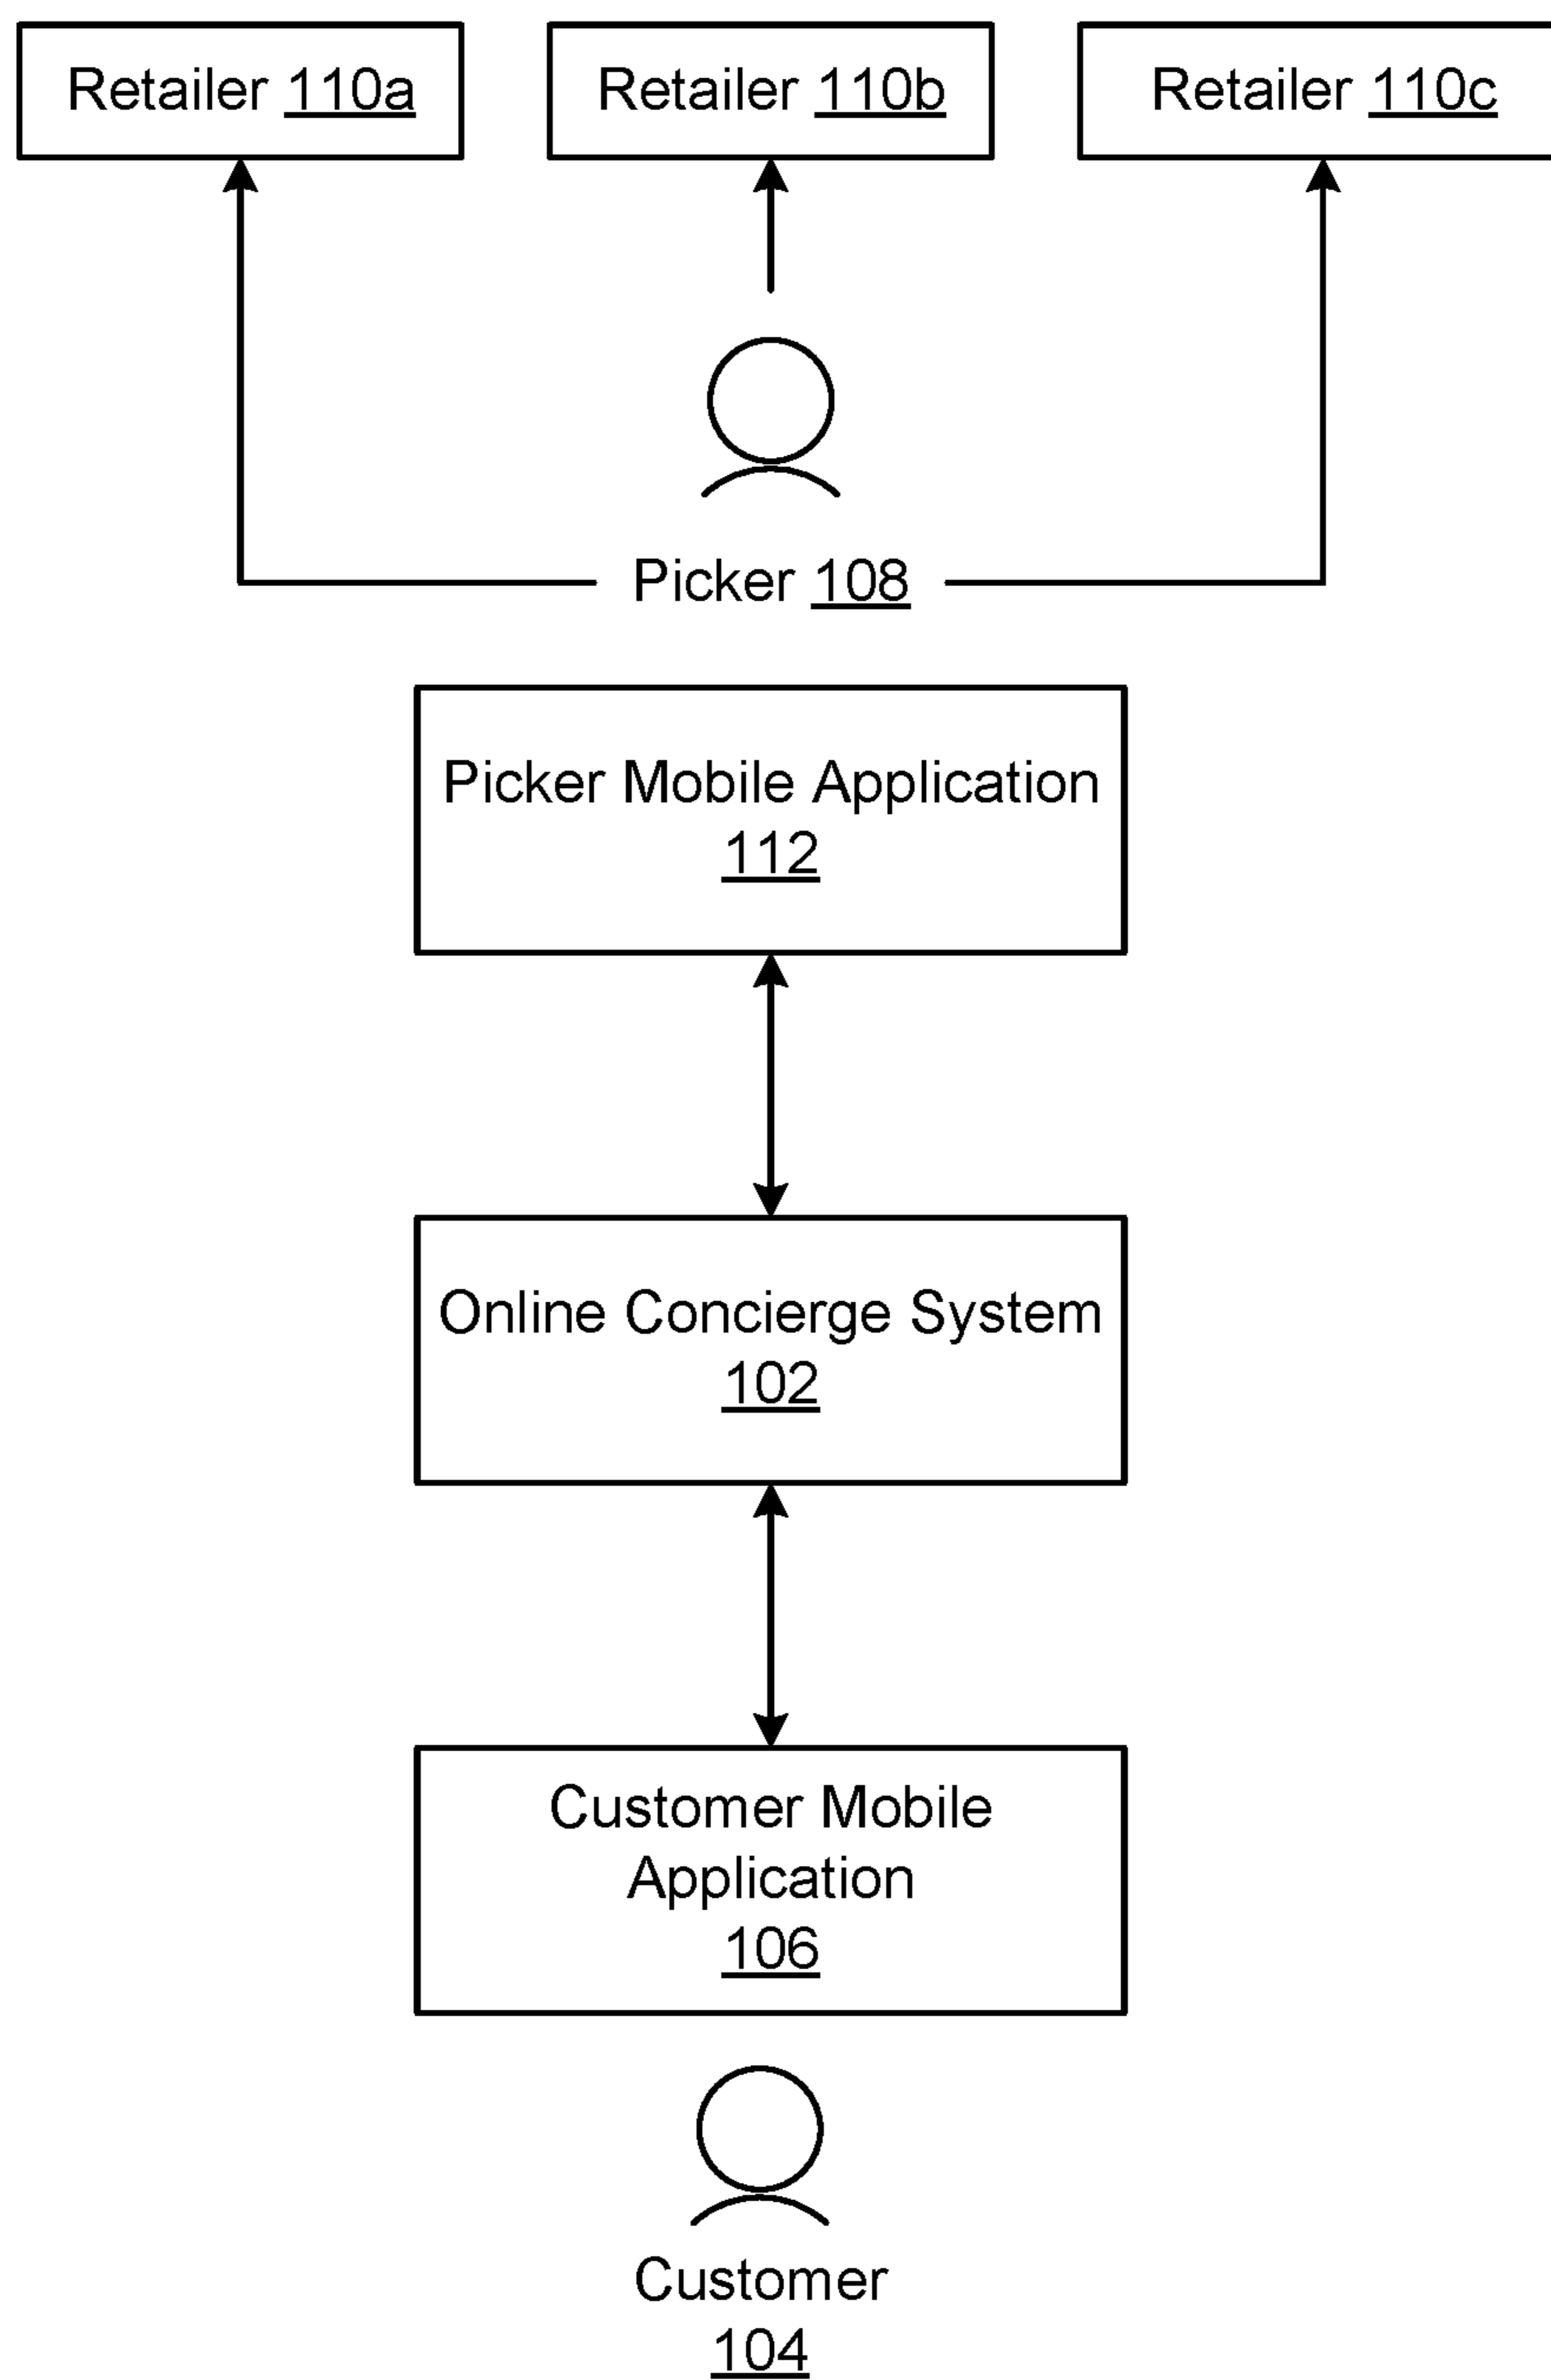 Retailer 110a
Retailer 110b
Retailer 110c
Picker 108
Picker Mobile Application
112
Online Concierge System
102
Customer Mobile
Application
106
Customer
104